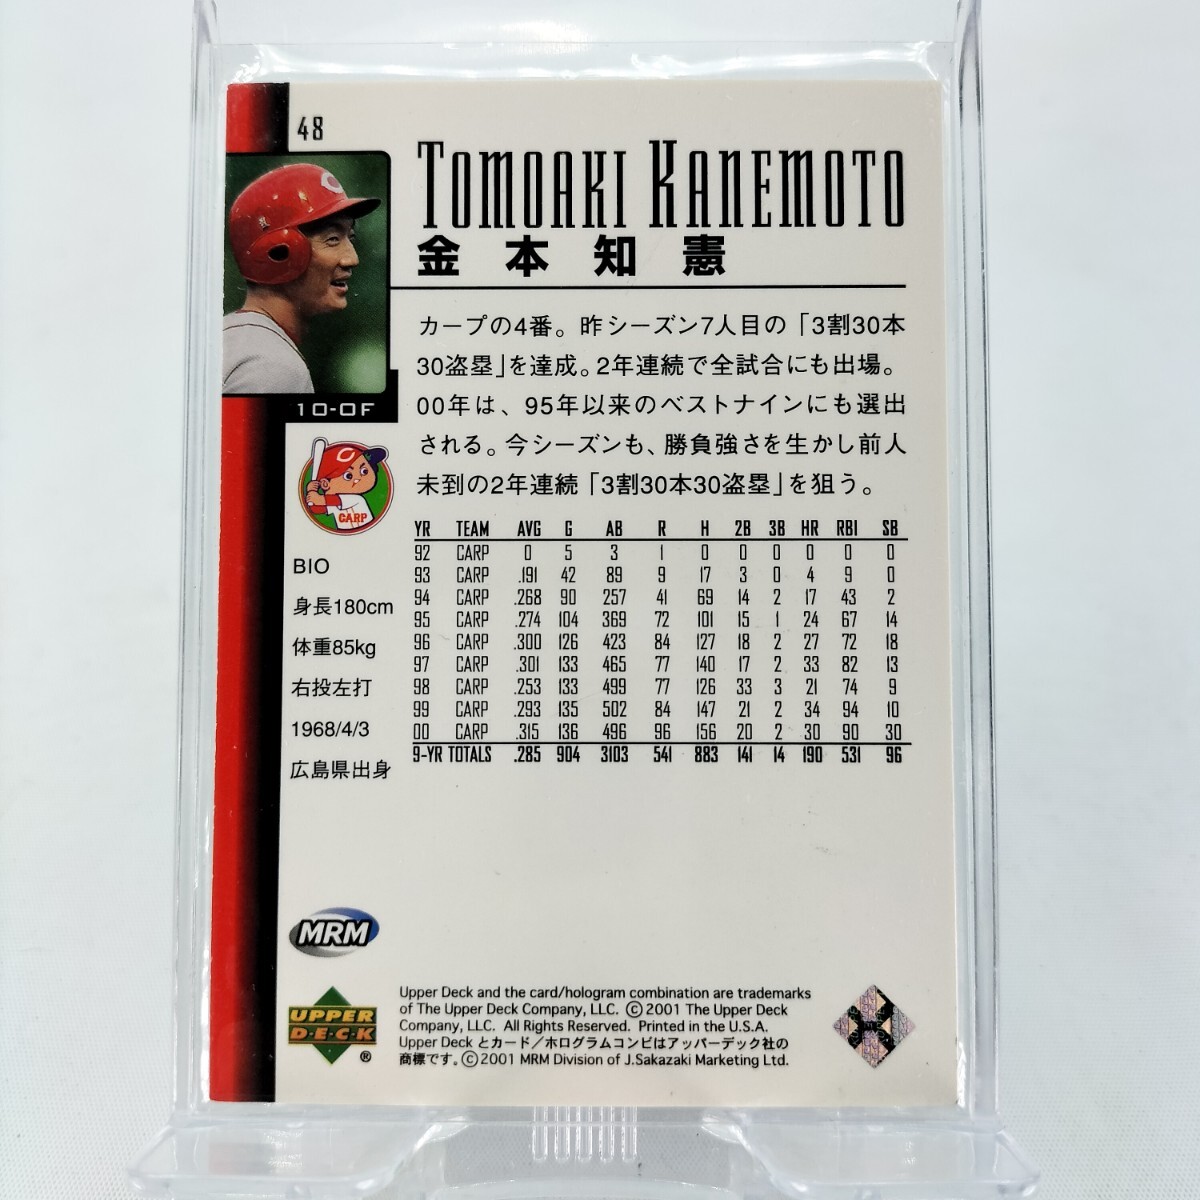 48
TOMOAKI KANEMOTO
金本知憲
10-OF
カープの4番。昨シーズン7人目の「3割30本
30盗塁」を達成。2年連続で全試合にも出場。
00年は、95年以来のベストナインにも選出
される。今シーズンも、勝負強さを生かし前人
未到の2年連続「3割30本30盗塁」を狙う。
CARP
BIO
身長180cm
体重85kg
右投左打
1968/4/3
広島県出身
YR TEAM AVG G AB R H 2B 3B HR RBI SB
92 CARP 0 5 3 1 0 0 0 0 0 0
93 CARP .191 42 89 9 17 3 0 4 9 0
94 CARP .268 90 257 41 69 14 2 17 43 2
95 CARP .274 104 369 72 101 15 1 24 67 14
96 CARP .300 126 423 84 127 18 2 27 72 18
97 CARP .301 133 465 77 140 17 2 33 82 13
98 CARP .253 133 499 77 126 33 3 21 74 9
99 CARP .293 135 502 84 147 21 2 34 94 10
00 CARP .315 136 496 96 156 20 2 30 90 30
9-YR TOTALS .285 904 3103 541 883 141 14 190 531 96
MRM
UPPER
D·E·C·K
®
Upper Deck and the card/hologram combination are trademarks
of The Upper Deck Company, LLC. ©2001 The Upper Deck
Company, LLC. All Rights Reserved. Printed in the U.S.A.
Upper Deck とカード／ホログラムコンビはアッパーデック社の
商標です。©2001 MRM Division of J.Sakazaki Marketing Ltd.